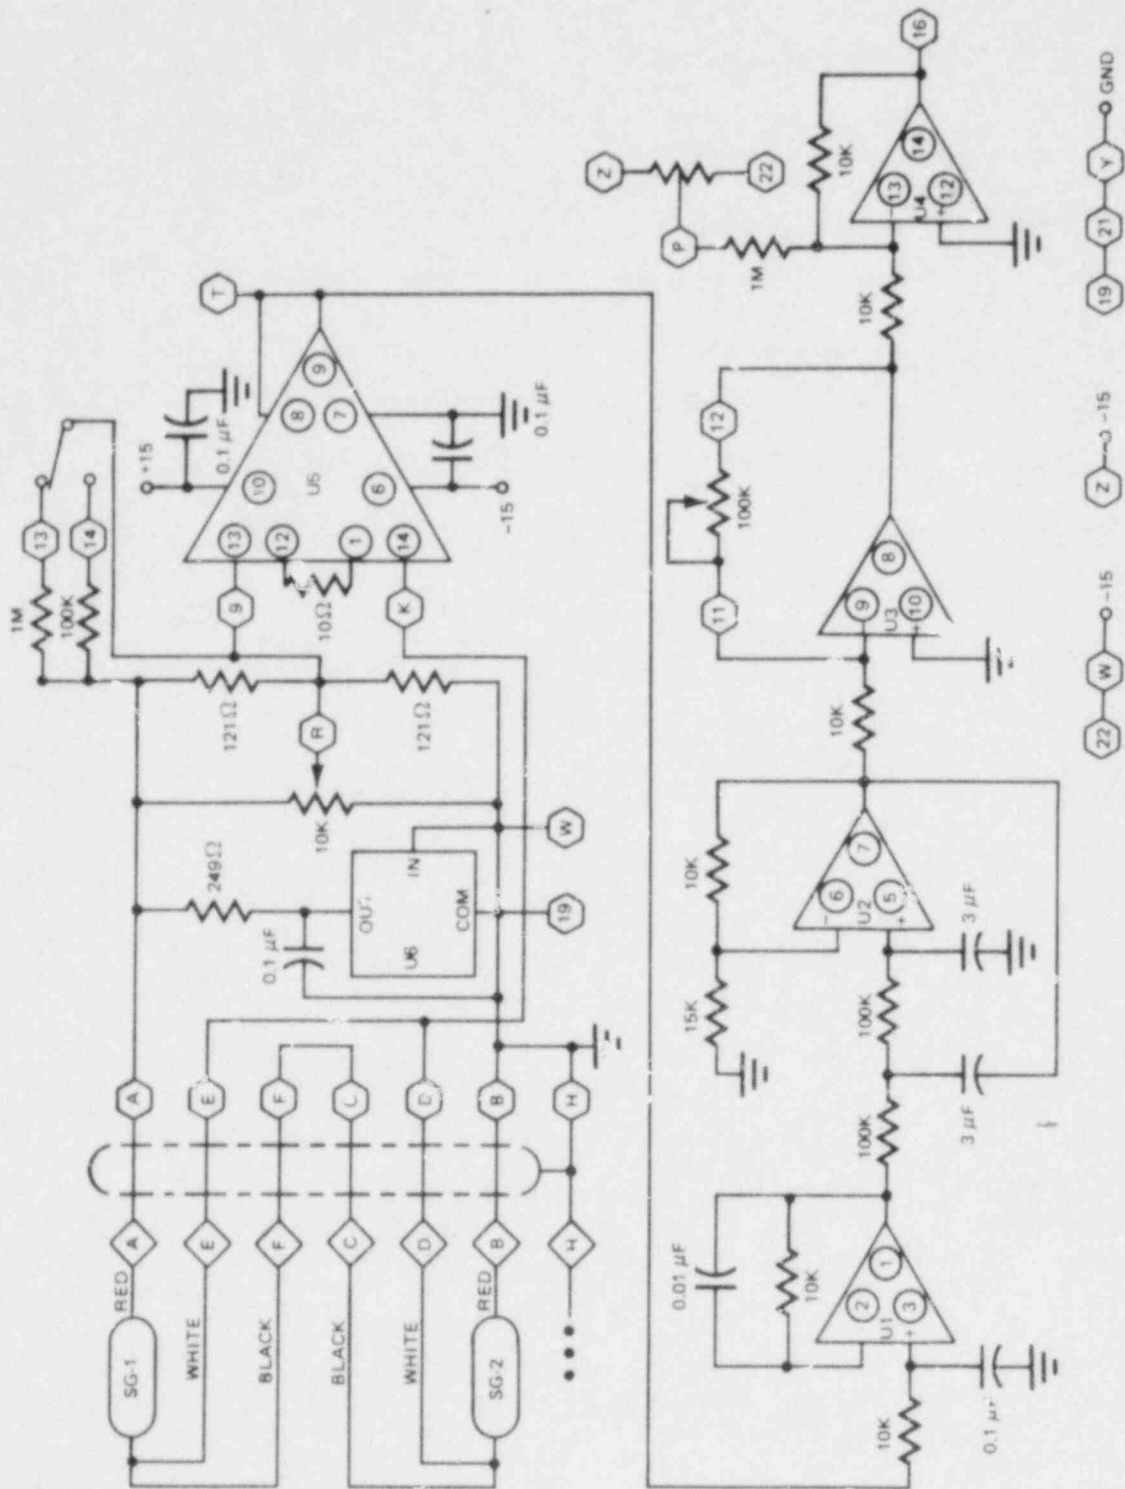 SG-1
RED
A
A
WHITE
E
E
BLACK
F
F
BLACK
C
C
WHITE
D
D
SG-2
RED
B
B
H
H
0.1 µF
249Ω
OUT
IN
COM
U6
W
19
10K
R
121Ω
121Ω
1M
100K
13
14
9
K
10Ω
13
12
1
14
10
U5
6
8
7
9
+15
0.1 µF
-15
0.1 µF
T
10K
0.1 µF
0.01 µF
10K
2
3
+
U1
1
100K
100K
3 µF
3 µF
15K
10K
-
6
5
+
U2
7
10K
11
12
100K
9
10
+
U3
8
10K
P
Z
22
1M
10K
13
12
+
U4
14
16
22
W
-15
Z
-15
19
21
Y
GND